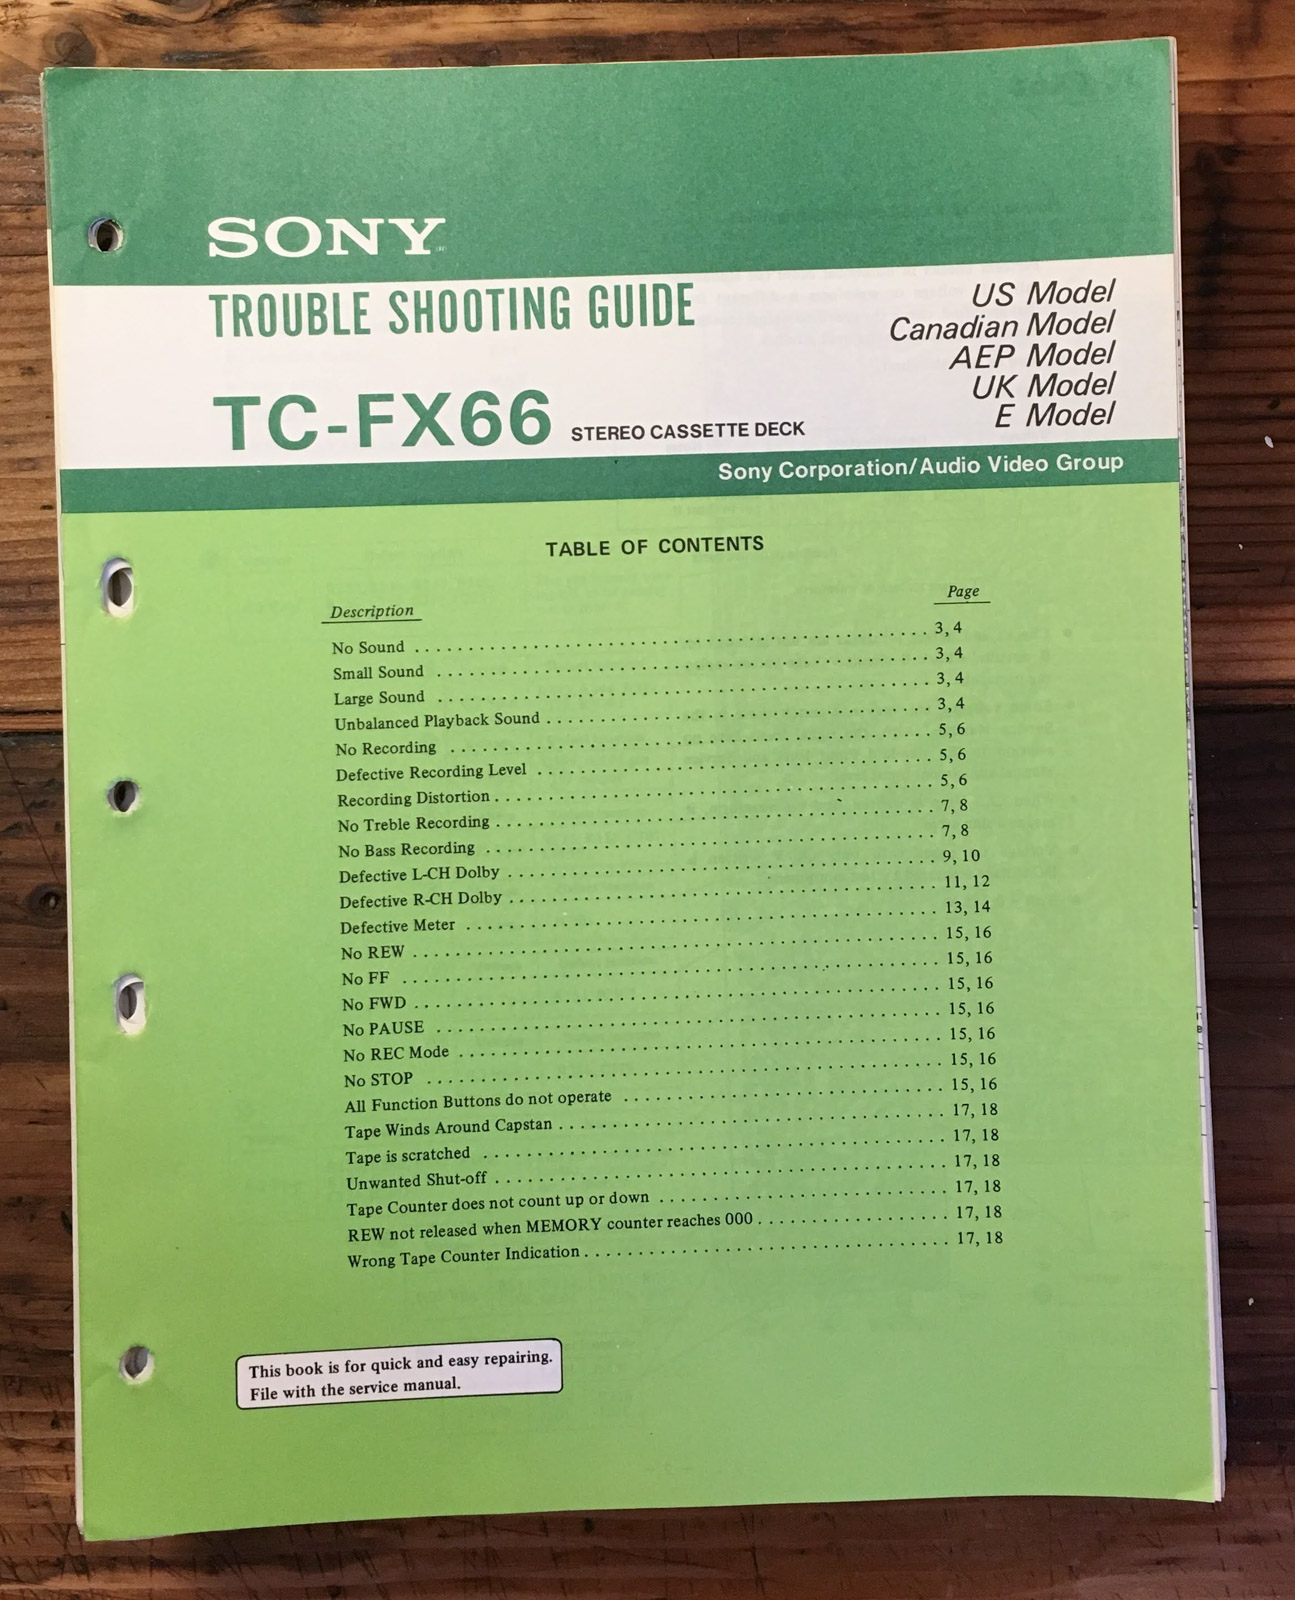 SONY
TROUBLE SHOOTING GUIDE
US Model
Canadian Model
AEP Model
UK Model
E Model
TC-FX66 STEREO CASSETTE DECK
Sony Corporation/Audio Video Group
TABLE OF CONTENTS
Description Page
No Sound 3, 4
Small Sound 3, 4
Large Sound 3, 4
Unbalanced Playback Sound 3, 4
No Recording 5, 6
Defective Recording Level 5, 6
Recording Distortion 5, 6
No Treble Recording 7, 8
No Bass Recording 7, 8
Defective L-CH Dolby 9, 10
Defective R-CH Dolby 11, 12
Defective Meter 13, 14
No REW 15, 16
No FF 15, 16
No FWD 15, 16
No PAUSE 15, 16
No REC Mode 15, 16
No STOP 15, 16
All Function Buttons do not operate 15, 16
Tape Winds Around Capstan 17, 18
Tape is scratched 17, 18
Unwanted Shut-off 17, 18
Tape Counter does not count up or down 17, 18
REW not released when MEMORY counter reaches 000 17, 18
Wrong Tape Counter Indication 17, 18
This book is for quick and easy repairing.
File with the service manual.